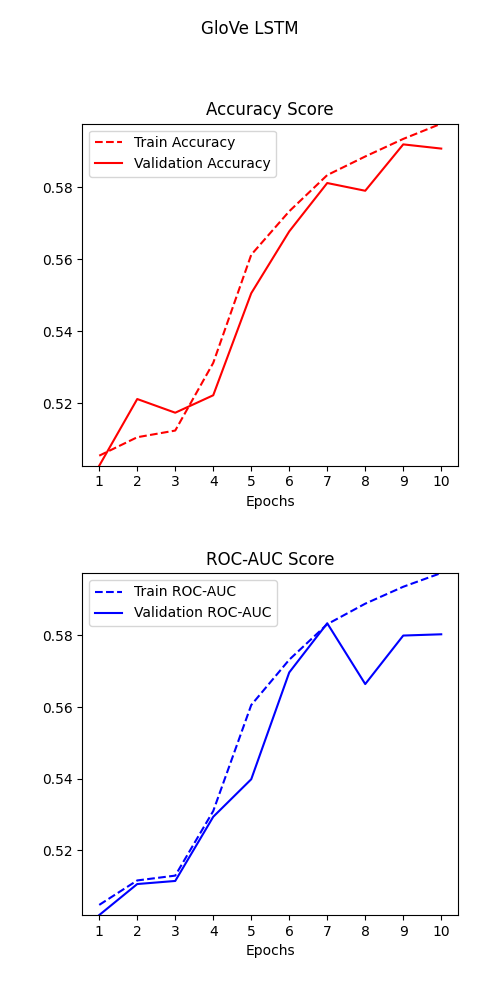 GloVe LSTM
Accuracy Score
Train Accuracy
Validation Accuracy
0.58
0.56
0.54
0.52
1 2 3 4 5 6 7 8 9 10
Epochs
ROC-AUC Score
Train ROC-AUC
Validation ROC-AUC
0.58
0.56
0.54
0.52
1 2 3 4 5 6 7 8 9 10
Epochs